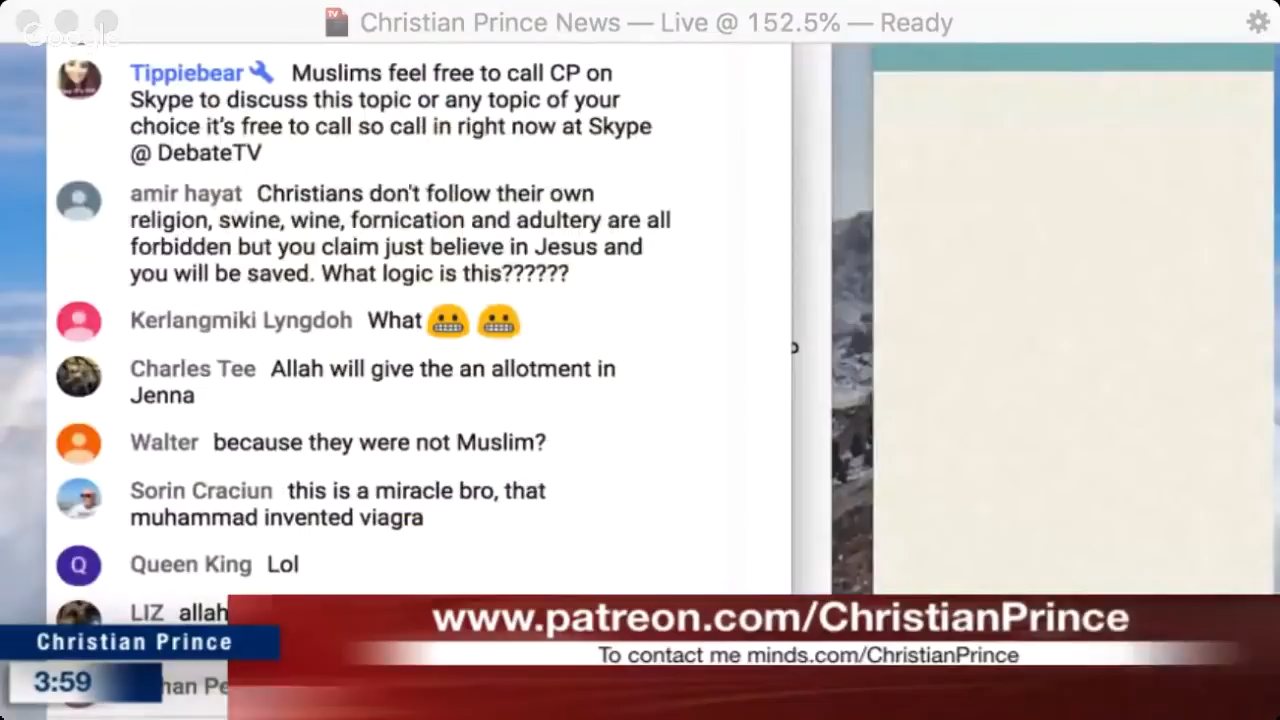 Christian Prince News — Live @ 152.5% — Ready
Google
Tippiebear Muslims feel free to call CP on
Skype to discuss this topic or any topic of your
choice it's free to call so call in right now at Skype
@ DebateTV
amir hayat Christians don't follow their own
religion, swine, wine, fornication and adultery are all
forbidden but you claim just believe in Jesus and
you will be saved. What logic is this??????
Kerlangmiki Lyngdoh What 😬 😬
Charles Tee Allah will give the an allotment in
Jenna
Walter because they were not Muslim?
Sorin Craciun this is a miracle bro, that
muhammad invented viagra
Q Queen King Lol
LIZ allah
www.patreon.com/ChristianPrince
Christian Prince
To contact me minds.com/ChristianPrince
3:59